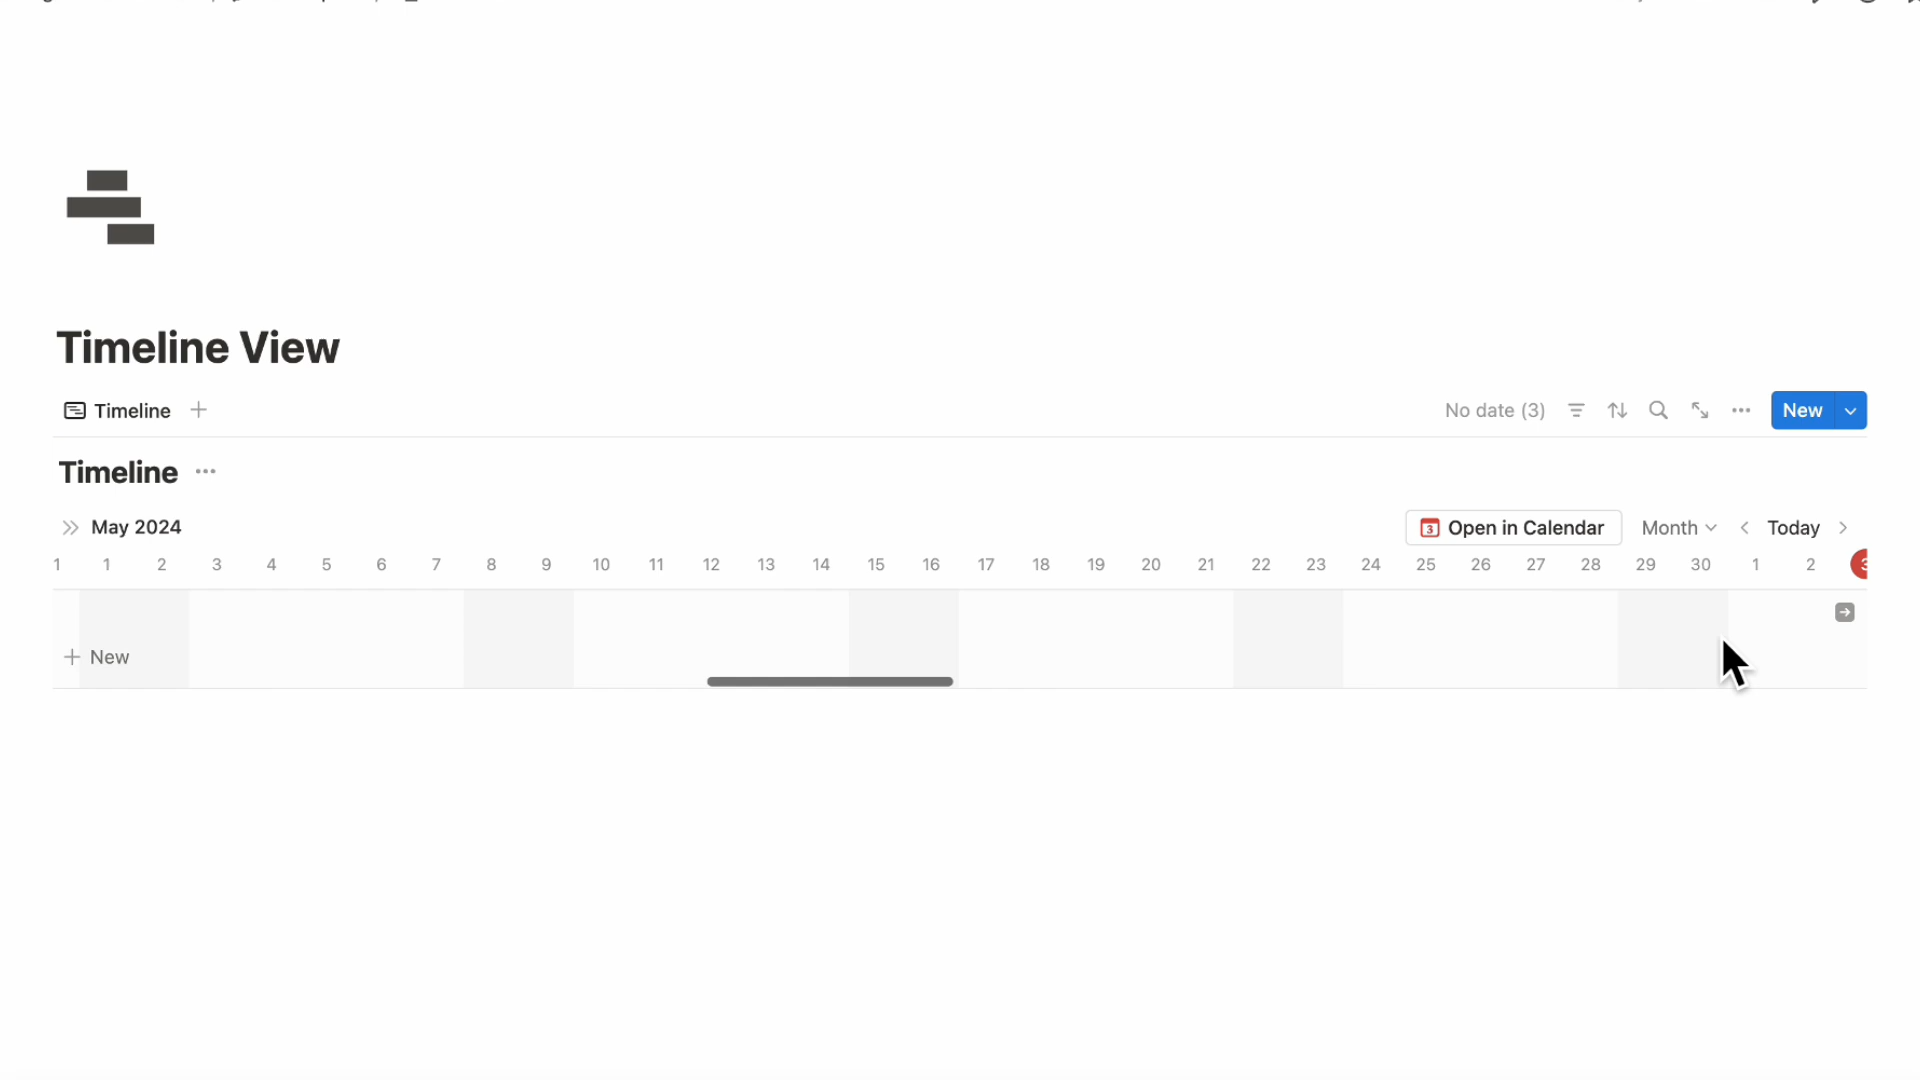 Timeline View
Timeline
No date (3)
New
Timeline
May 2024
3 Open in Calendar Month Today
1 1 2 3 4 5 6 7 8 9 10 11 12 13 14 15 16 17 18 19 20 21 22 23 24 25 26 27 28 29 30 1 2 3
New